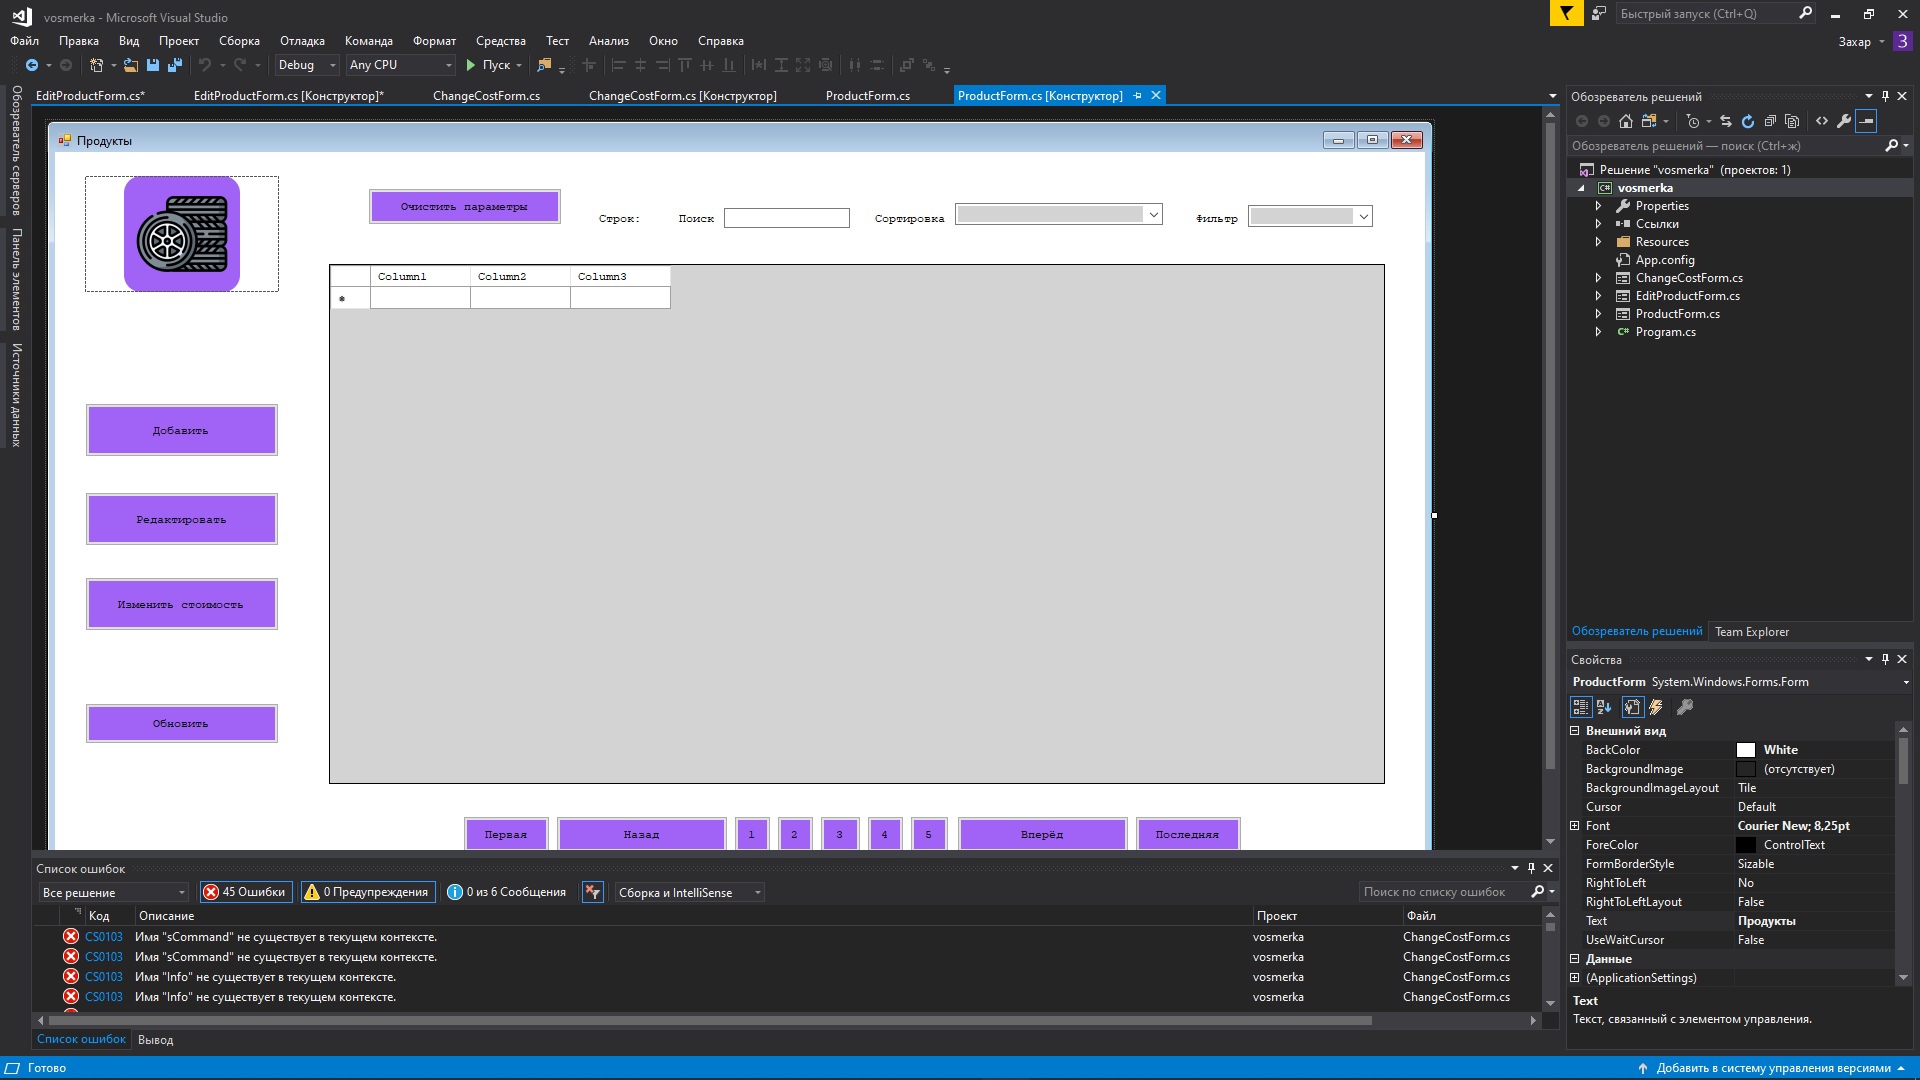 vosmerka - Microsoft Visual Studio
Быстрый запуск (Ctrl+Q)
Файл Правка Вид Проект Сборка Отладка Команда Формат Средства Тест Анализ Окно Справка
Захар З
Debug Any CPU Пуск
EditProductForm.cs* EditProductForm.cs [Конструктор]* ChangeCostForm.cs ChangeCostForm.cs [Конструктор] ProductForm.cs ProductForm.cs [Конструктор]
Обозреватель серверов
Панель элементов
Источники данных
Продукты
Очистить параметры
Строк: Поиск Сортировка Фильтр
Column1 Column2 Column3
Добавить
Редактировать
Изменить стоимость
Обновить
Первая Назад 1 2 3 4 5 Вперёд Последняя
Обозреватель решений
Обозреватель решений — поиск (Ctrl+ж)
Решение "vosmerka" (проектов: 1)
C# vosmerka
Properties
Ссылки
Resources
App.config
ChangeCostForm.cs
EditProductForm.cs
ProductForm.cs
C# Program.cs
Обозреватель решений Team Explorer
Свойства
ProductForm System.Windows.Forms.Form
Внешний вид
BackColor White
BackgroundImage (отсутствует)
BackgroundImageLayout Tile
Cursor Default
Font Courier New; 8,25pt
ForeColor ControlText
FormBorderStyle Sizable
RightToLeft No
RightToLeftLayout False
Text Продукты
UseWaitCursor False
Данные
(ApplicationSettings)
Text
Текст, связанный с элементом управления.
Список ошибок
Все решение 45 Ошибки 0 Предупреждения 0 из 6 Сообщения Сборка и IntelliSense Поиск по списку ошибок
Код Описание Проект Файл
CS0103 Имя "sCommand" не существует в текущем контексте. vosmerka ChangeCostForm.cs
CS0103 Имя "sCommand" не существует в текущем контексте. vosmerka ChangeCostForm.cs
CS0103 Имя "Info" не существует в текущем контексте. vosmerka ChangeCostForm.cs
CS0103 Имя "Info" не существует в текущем контексте. vosmerka ChangeCostForm.cs
Список ошибок Вывод
Готово
Добавить в систему управления версиями